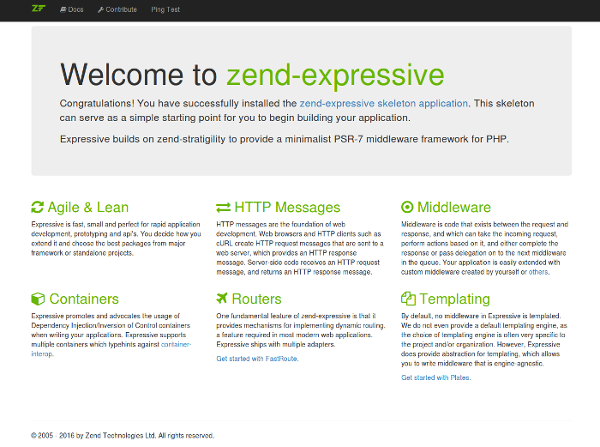 ZF Docs Contribute Ping Test
Welcome to zend-expressive
Congratulations! You have successfully installed the zend-expressive skeleton application. This skeleton
can serve as a simple starting point for you to begin building your application.
Expressive builds on zend-stratigility to provide a minimalist PSR-7 middleware framework for PHP.
Agile & Lean
Expressive is fast, small and perfect for rapid application
development, prototyping and api's. You decide how you
extend it and choose the best packages from major
framework or standalone projects.
HTTP Messages
HTTP messages are the foundation of web
development. Web browsers and HTTP clients such as
cURL create HTTP request messages that are sent to a
web server, which provides an HTTP response
message. Server-side code receives an HTTP request
message, and returns an HTTP response message.
Middleware
Middleware is code that exists between the request and
response, and which can take the incoming request,
perform actions based on it, and either complete the
response or pass delegation on to the next middleware
in the queue. Your application is easily extended with
custom middleware created by yourself or others.
Containers
Expressive promotes and advocates the usage of
Dependency Injection/Inversion of Control containers
when writing your applications. Expressive supports
multiple containers which typehints against container-
interop.
Routers
One fundamental feature of zend-expressive is that it
provides mechanisms for implementing dynamic routing,
a feature required in most modern web applications.
Expressive ships with multiple adapters.
Get started with FastRoute.
Templating
By default, no middleware in Expressive is templated.
We do not even provide a default templating engine, as
the choice of templating engine is often very specific to
the project and/or organization. However, Expressive
does provide abstraction for templating, which allows
you to write middleware that is engine-agnostic.
Get started with Plates.
© 2005 - 2016 by Zend Technologies Ltd. All rights reserved.